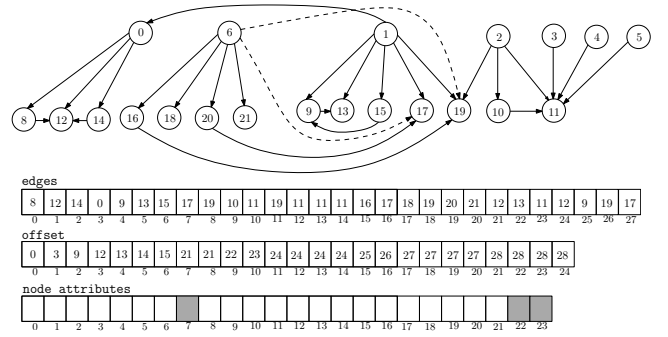 0 6 1 2 3 4 5
8 12 14 16 18 20 21 9 13 15 17 19 10 11
edges
8 12 14 0 9 13 15 17 19 10 11 19 11 11 11 16 17 18 19 20 21 12 13 11 12 9 19 17
0 1 2 3 4 5 6 7 8 9 10 11 12 13 14 15 16 17 18 19 20 21 22 23 24 25 26 27
offset
0 3 9 12 13 14 15 21 21 22 23 24 24 24 24 25 26 27 27 27 27 28 28 28 28
0 1 2 3 4 5 6 7 8 9 10 11 12 13 14 15 16 17 18 19 20 21 22 23 24
node attributes
0 1 2 3 4 5 6 7 8 9 10 11 12 13 14 15 16 17 18 19 20 21 22 23